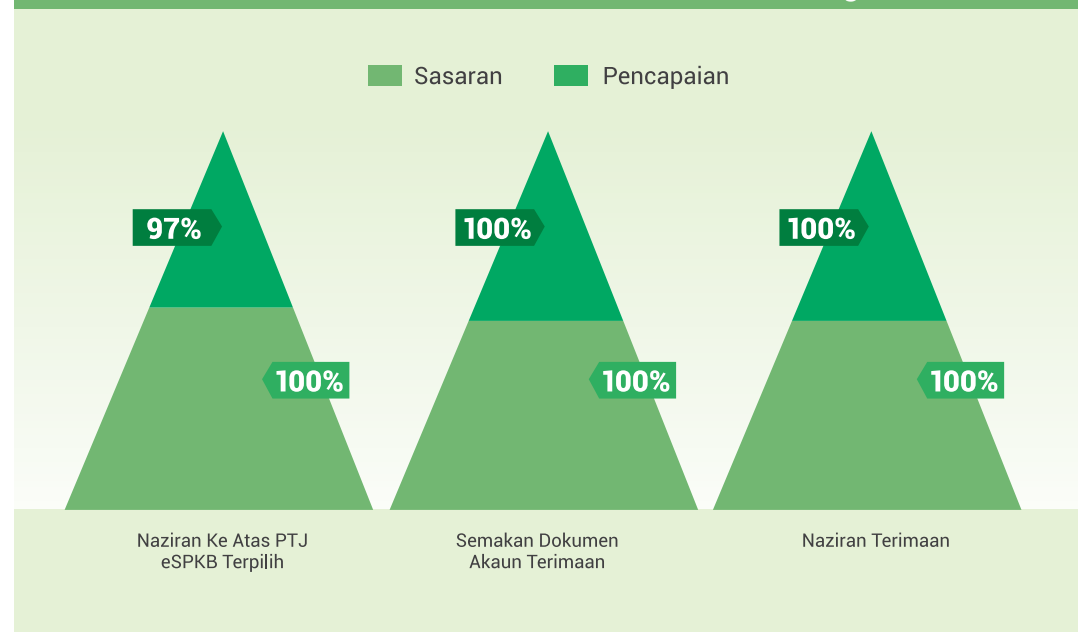 Sasaran
Pencapaian
97%
100%
100%
100%
100%
100%
Naziran Ke Atas PTJ
eSPKB Terpilih
Semakan Dokumen
Akaun Terimaan
Naziran Terimaan